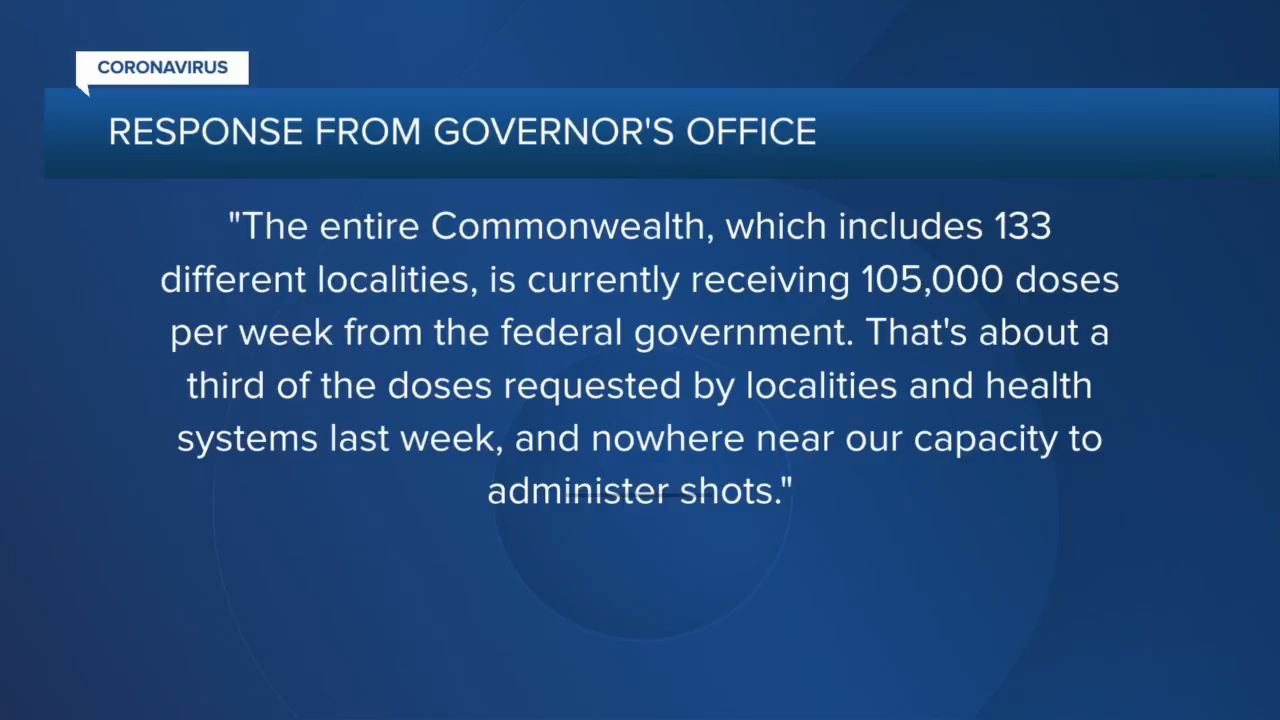 CORONAVIRUS
RESPONSE FROM GOVERNOR'S OFFICE
"The entire Commonwealth, which includes 133
different localities, is currently receiving 105,000 doses
per week from the federal government. That's about a
third of the doses requested by localities and health
systems last week, and nowhere near our capacity to
administer shots."